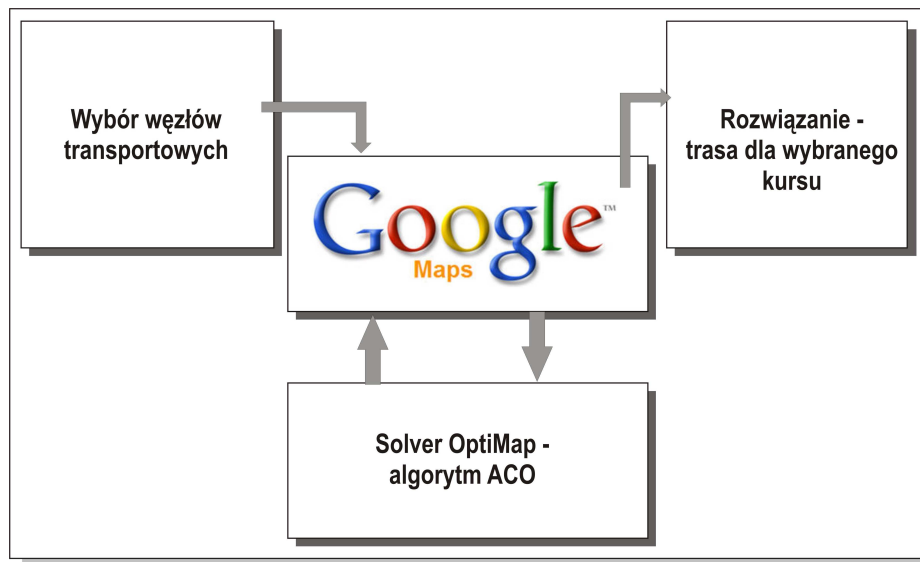 Wybór węzłów
transportowych
Rozwiązanie -
trasa dla wybranego
kursu
Google™
Maps
Solver OptiMap -
algorytm ACO